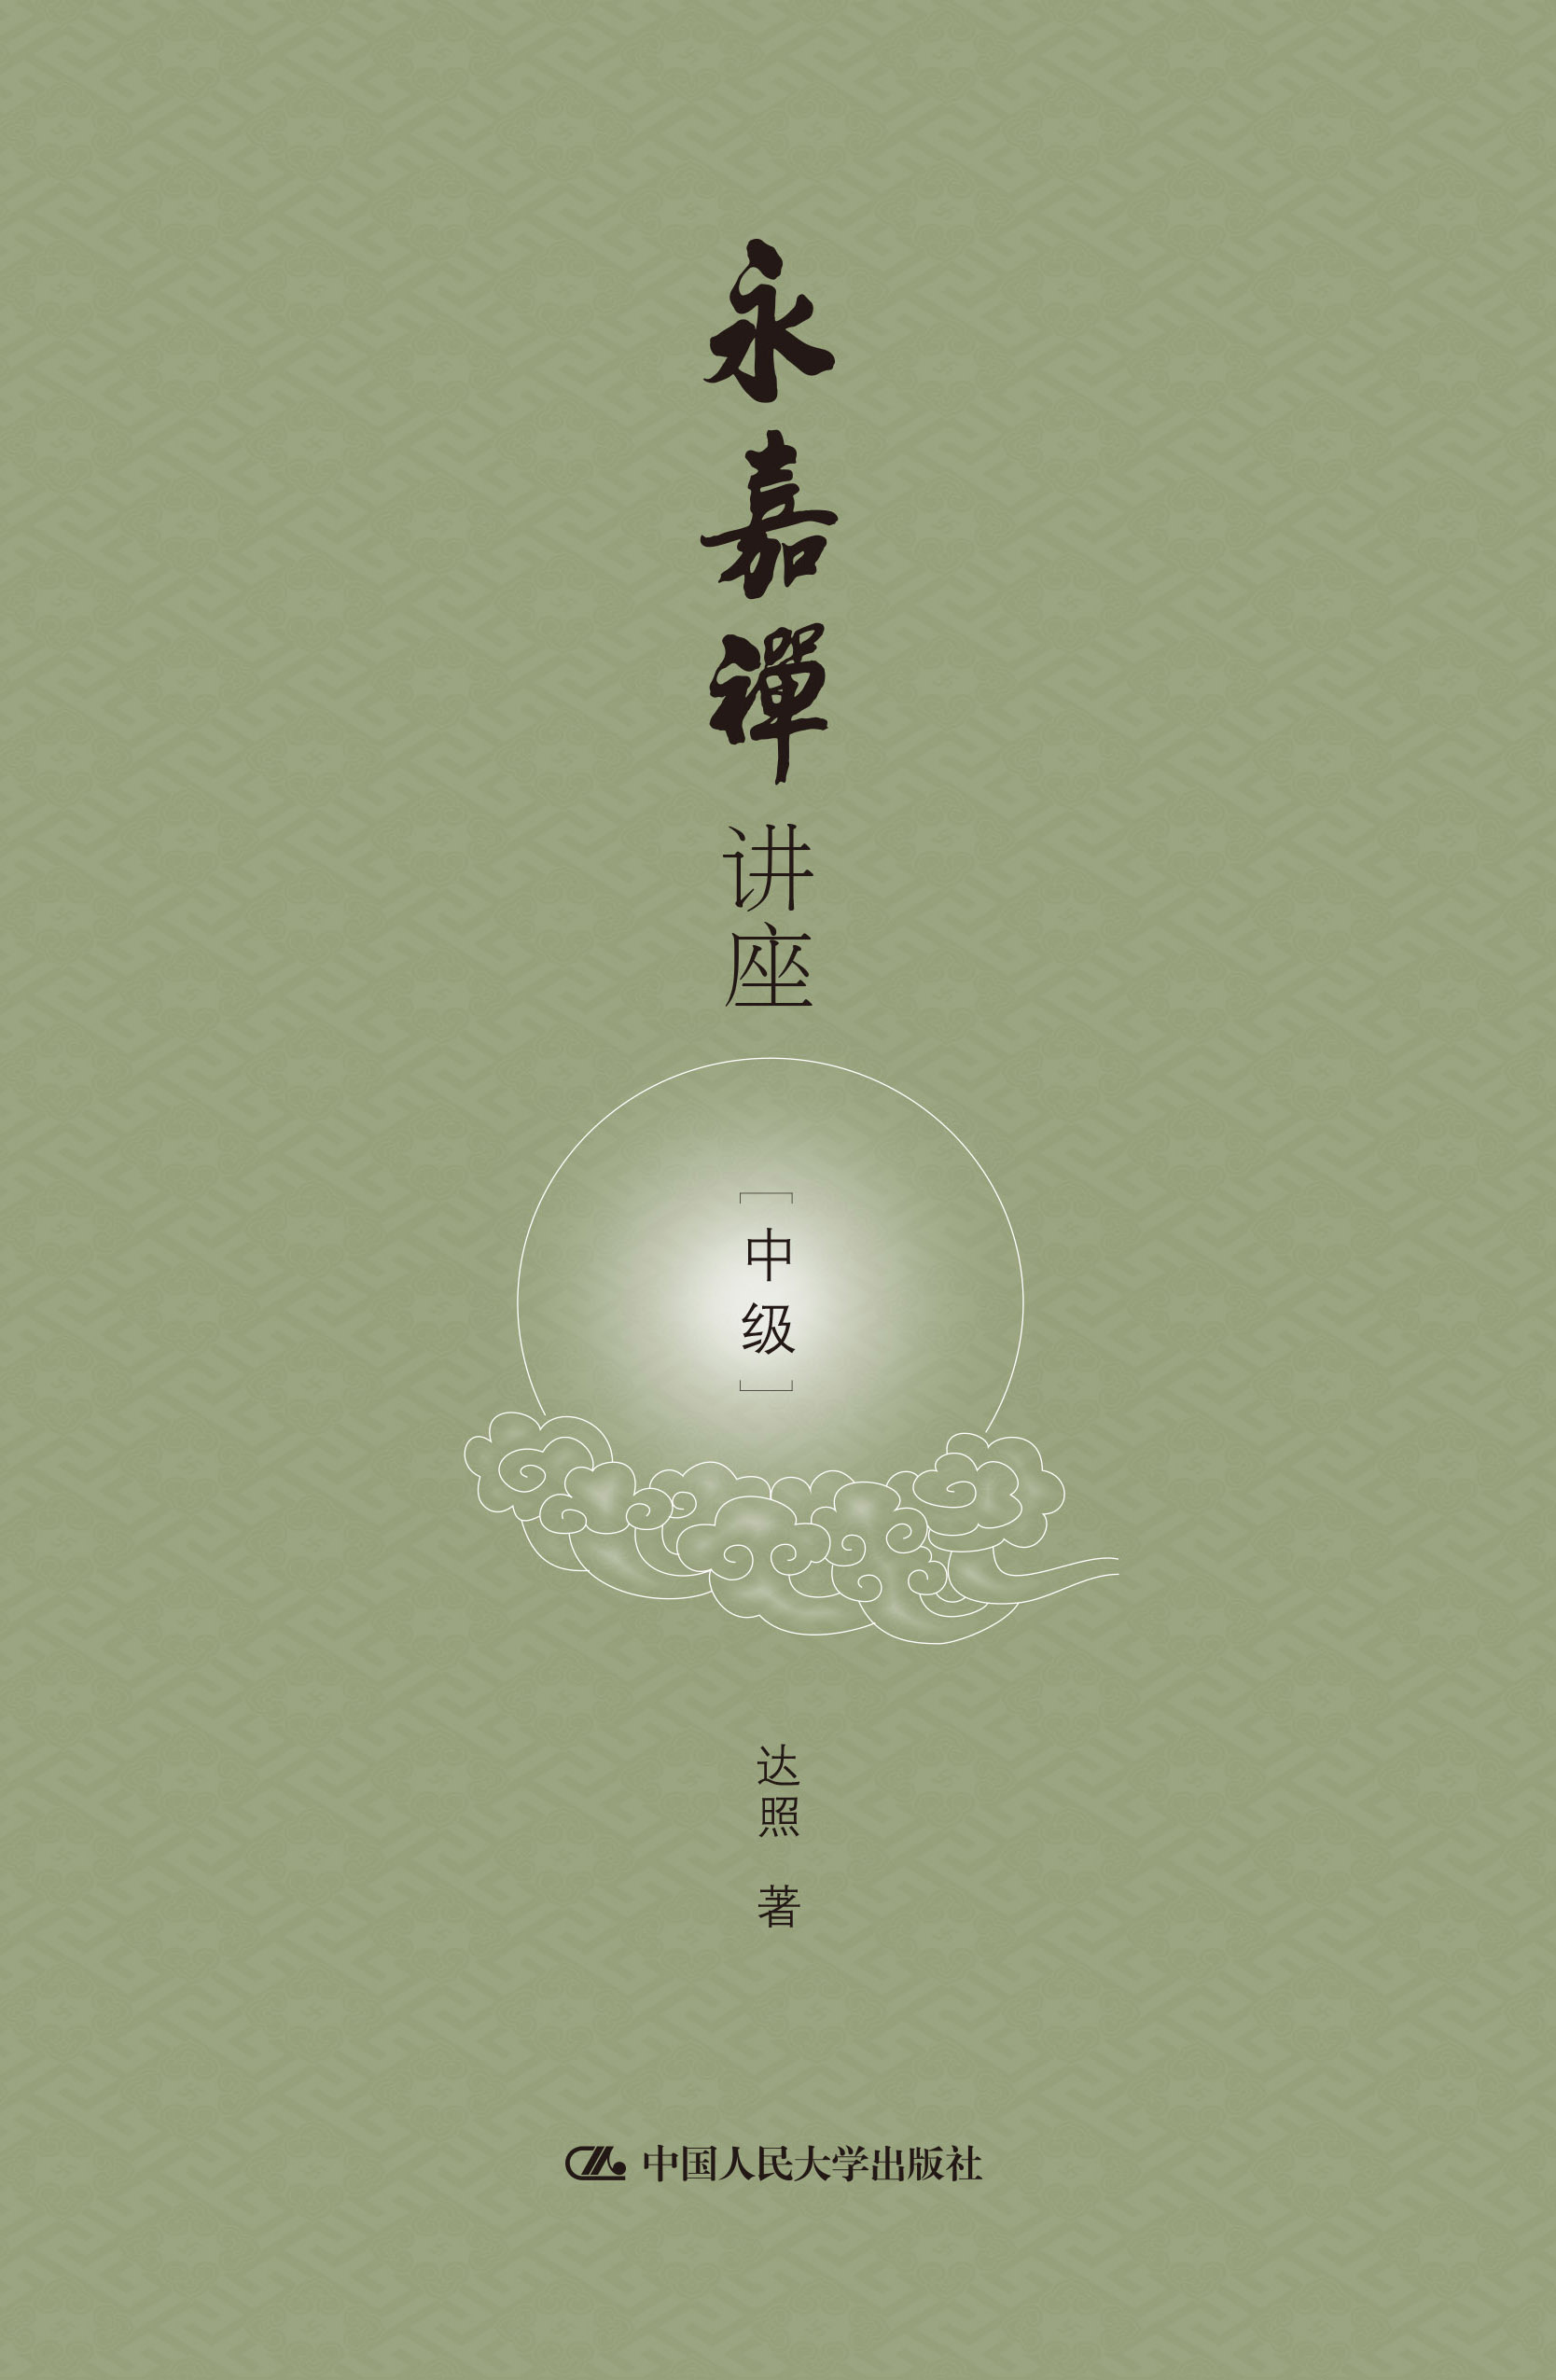 永嘉禪
讲座
中级
达照 著
中国人民大学出版社